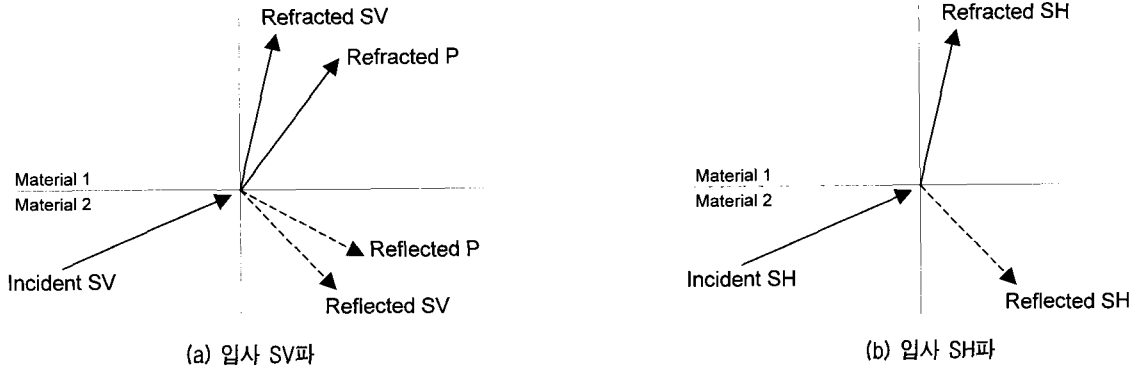 Refracted SV
Refracted P
Material 1
Material 2
Incident SV
Reflected P
Reflected SV
(a) 입사 SV파
Refracted SH
Material 1
Material 2
Incident SH
Reflected SH
(b) 입사 SH파